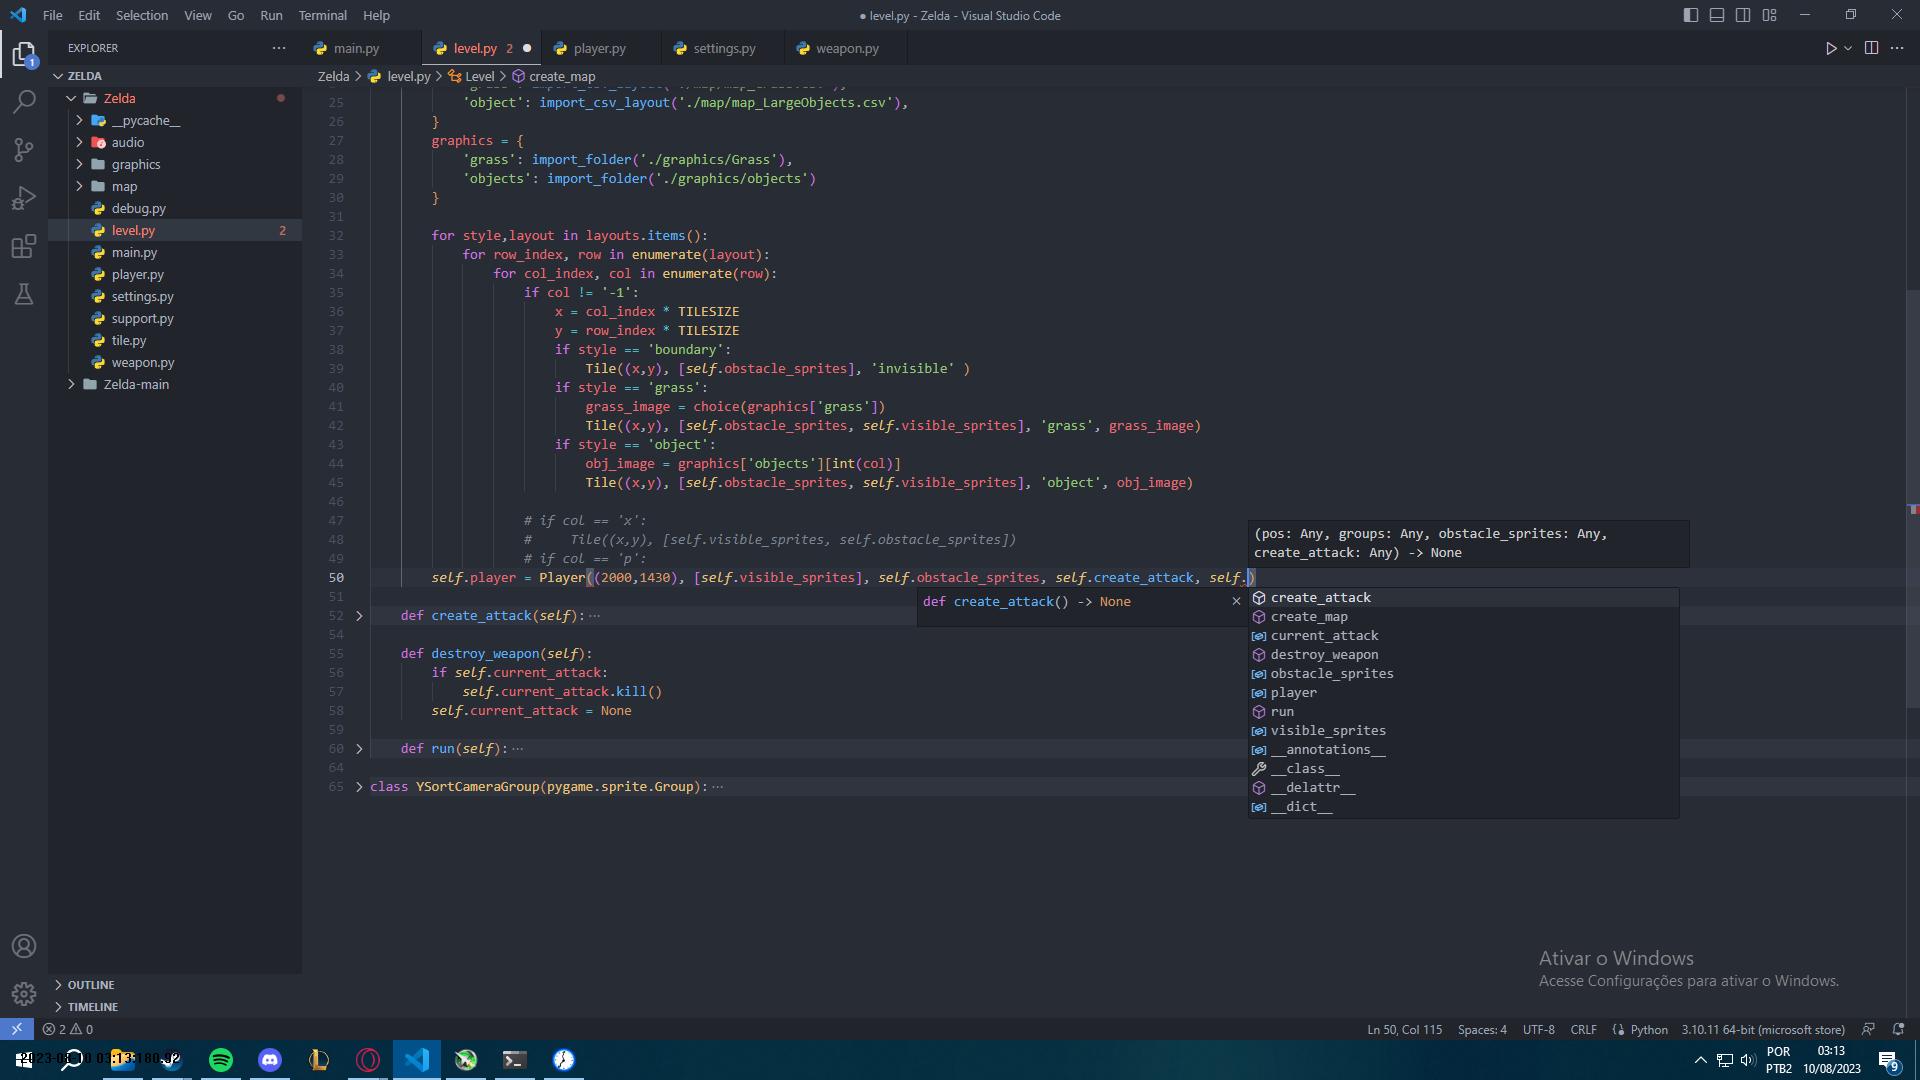 File Edit Selection View Go Run Terminal Help
● level.py - Zelda - Visual Studio Code
EXPLORER
main.py
level.py 2
player.py
settings.py
weapon.py
ZELDA
Zelda > level.py > Level > create_map
Zelda
__pycache__
audio
graphics
map
debug.py
level.py 2
main.py
player.py
settings.py
support.py
tile.py
weapon.py
Zelda-main
25 'object': import_csv_layout('./map/map_LargeObjects.csv'),
26 }
27 graphics = {
28 'grass': import_folder('./graphics/Grass'),
29 'objects': import_folder('./graphics/objects')
30 }
31
32 for style,layout in layouts.items():
33 for row_index, row in enumerate(layout):
34 for col_index, col in enumerate(row):
35 if col != '-1':
36 x = col_index * TILESIZE
37 y = row_index * TILESIZE
38 if style == 'boundary':
39 Tile((x,y), [self.obstacle_sprites], 'invisible' )
40 if style == 'grass':
41 grass_image = choice(graphics['grass'])
42 Tile((x,y), [self.obstacle_sprites, self.visible_sprites], 'grass', grass_image)
43 if style == 'object':
44 obj_image = graphics['objects'][int(col)]
45 Tile((x,y), [self.obstacle_sprites, self.visible_sprites], 'object', obj_image)
46
47 # if col == 'x':
48 # Tile((x,y), [self.visible_sprites, self.obstacle_sprites])
49 # if col == 'p':
50 self.player = Player((2000,1430), [self.visible_sprites], self.obstacle_sprites, self.create_attack, self.)
51
52 def create_attack(self):···
54
55 def destroy_weapon(self):
56 if self.current_attack:
57 self.current_attack.kill()
58 self.current_attack = None
59
60 def run(self):···
64
65 class YSortCameraGroup(pygame.sprite.Group):···
(pos: Any, groups: Any, obstacle_sprites: Any,
create_attack: Any) -> None
def create_attack() -> None
create_attack
create_map
current_attack
destroy_weapon
obstacle_sprites
player
run
visible_sprites
__annotations__
__class__
__delattr__
__dict__
Ativar o Windows
Acesse Configurações para ativar o Windows.
OUTLINE
TIMELINE
2 0
Ln 50, Col 115 Spaces: 4 UTF-8 CRLF Python 3.10.11 64-bit (microsoft store)
POR
PTB2
03:13
10/08/2023
9